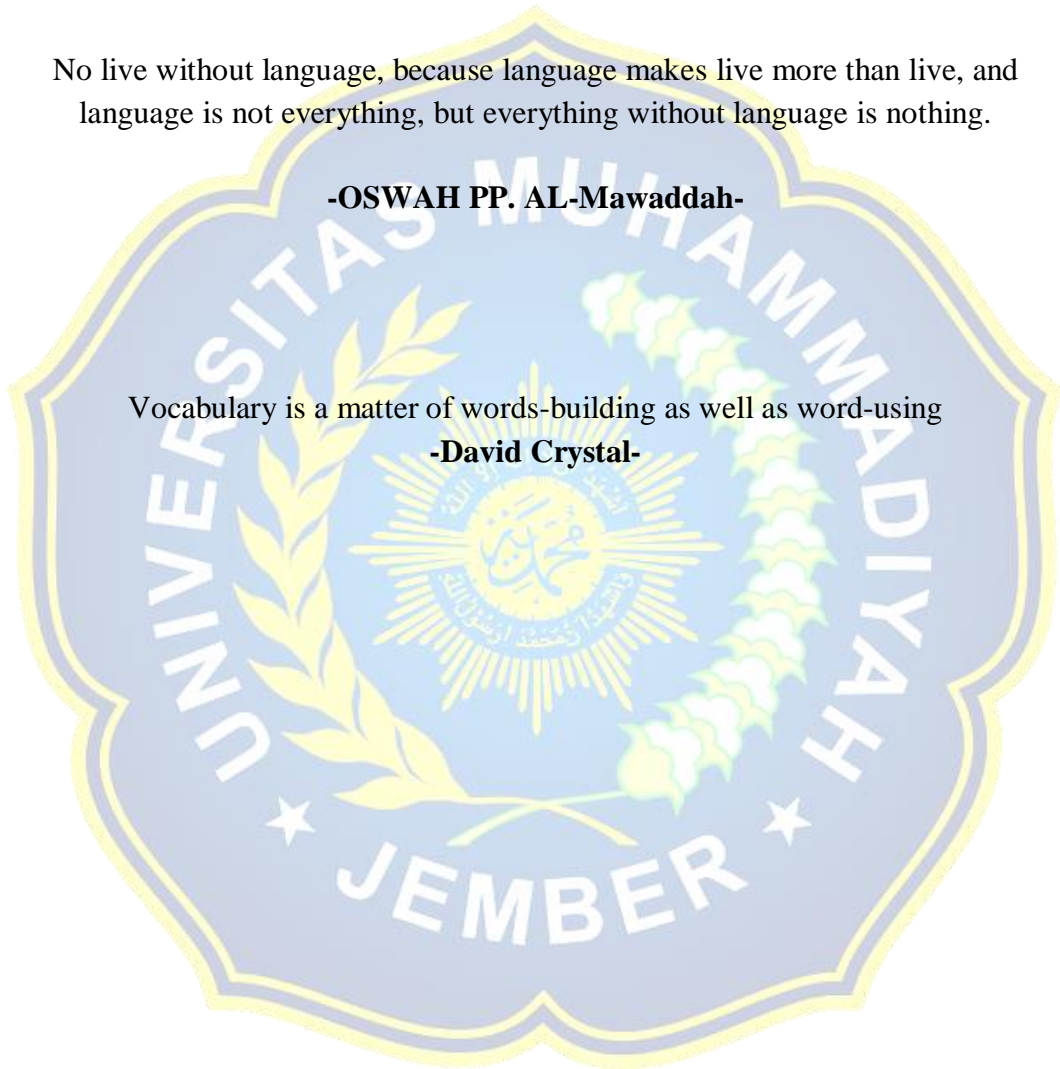 No live without language, because language makes live more than live, and
language is not everything, but everything without language is nothing.
-OSWAH PP. AL-Mawaddah-
Vocabulary is a matter of words-building as well as word-using
-David Crystal-
UNIVERSITAS MUHAMMADIYAH
محمدية
JEMBER